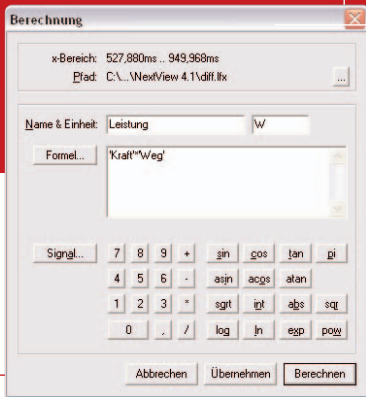 Berechnung
x-Bereich: 527,880ms .. 949,968ms
Pfad: C:\...\NextView 4.1\diff.lfx
...
Name & Einheit: Leistung W
Formel... 'Kraft'*'Weg'
Signal... 7 8 9 + sin cos tan pi
4 5 6 - asin acos atan
1 2 3 * sqrt int abs sqr
0 . / log ln exp pow
Abbrechen Übernehmen Berechnen